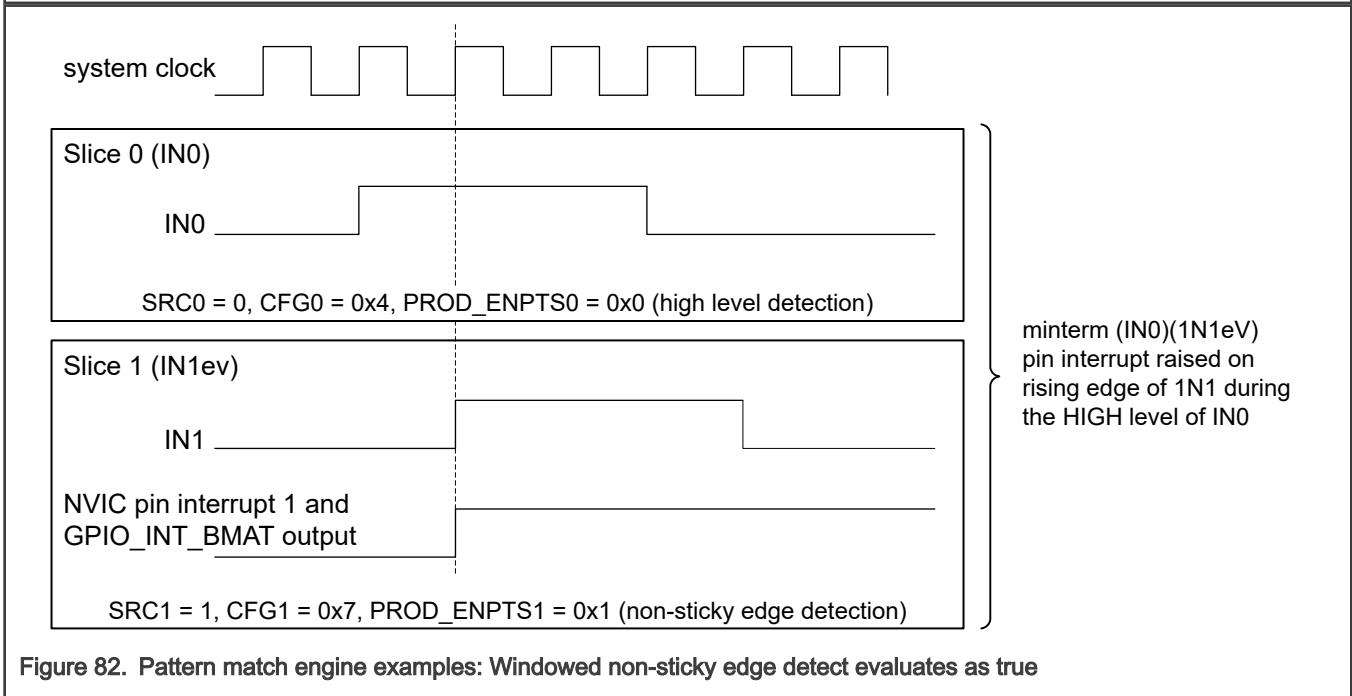 system clock
Slice 0 (IN0)
IN0
SRC0 = 0, CFG0 = 0x4, PROD_ENPTS0 = 0x0 (high level detection)
Slice 1 (IN1ev)
IN1
NVIC pin interrupt 1 and
GPIO_INT_BMAT output
SRC1 = 1, CFG1 = 0x7, PROD_ENPTS1 = 0x1 (non-sticky edge detection)
minterm (IN0)(1N1eV)
pin interrupt raised on
rising edge of 1N1 during
the HIGH level of IN0
Figure 82. Pattern match engine examples: Windowed non-sticky edge detect evaluates as true